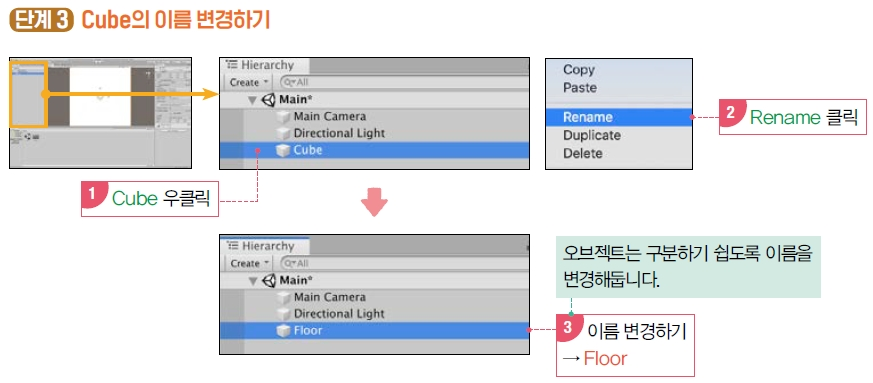 단계 3 Cube의 이름 변경하기
Hierarchy
Create
All
Main*
Main Camera
Directional Light
Cube
1 Cube 우클릭
Copy
Paste
Rename
Duplicate
Delete
2 Rename 클릭
Hierarchy
Create
All
Main*
Main Camera
Directional Light
Floor
오브젝트는 구분하기 쉽도록 이름을
변경해둡니다.
3 이름 변경하기
→ Floor